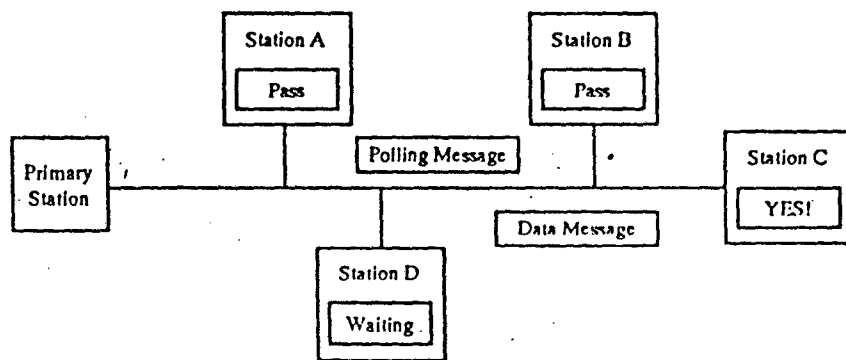 Station A
Pass
Station B
Pass
Polling Message
Primary
Station
Station C
YES!
Data Message
Station D
Waiting